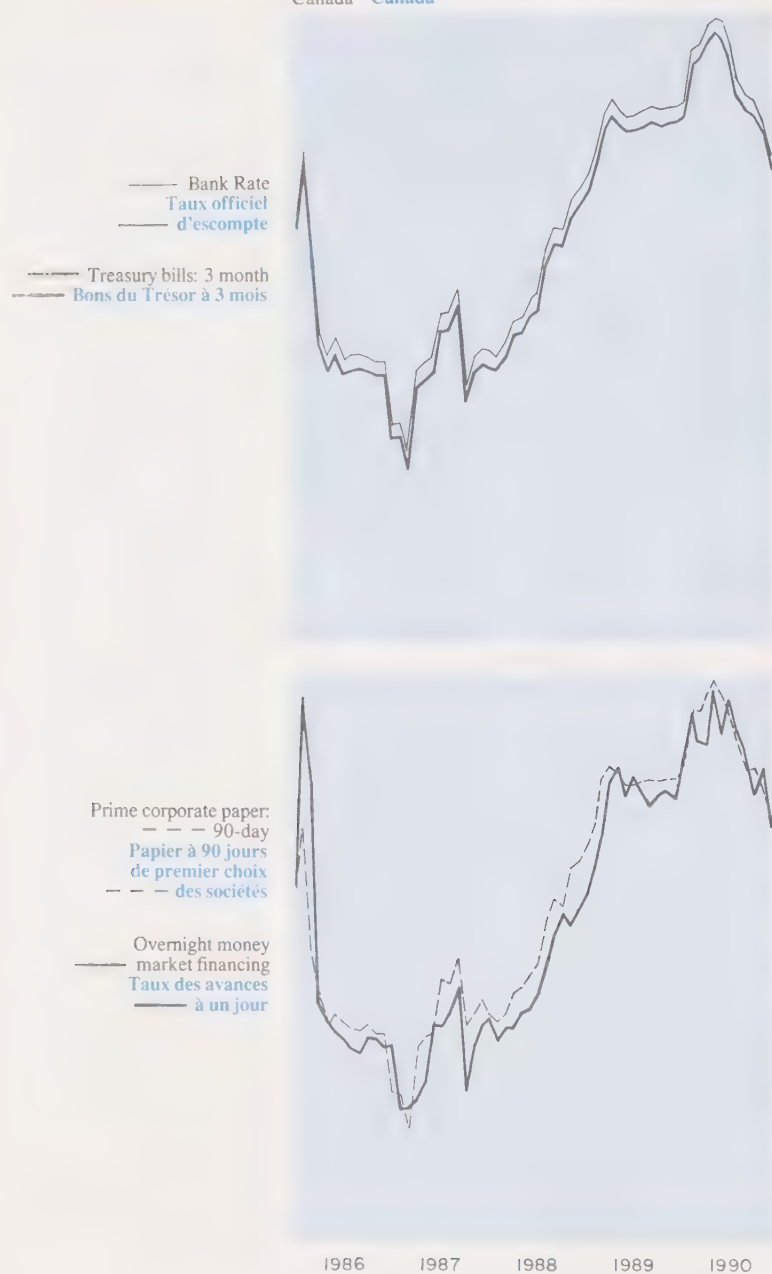 Canada Canada
Bank Rate
Taux officiel
d'escompte
Treasury bills: 3 month
Bons du Trésor à 3 mois
Prime corporate paper:
90-day
Papier à 90 jours
de premier choix
des sociétés
Overnight money
market financing
Taux des avances
à un jour
1986 1987 1988 1989 1990